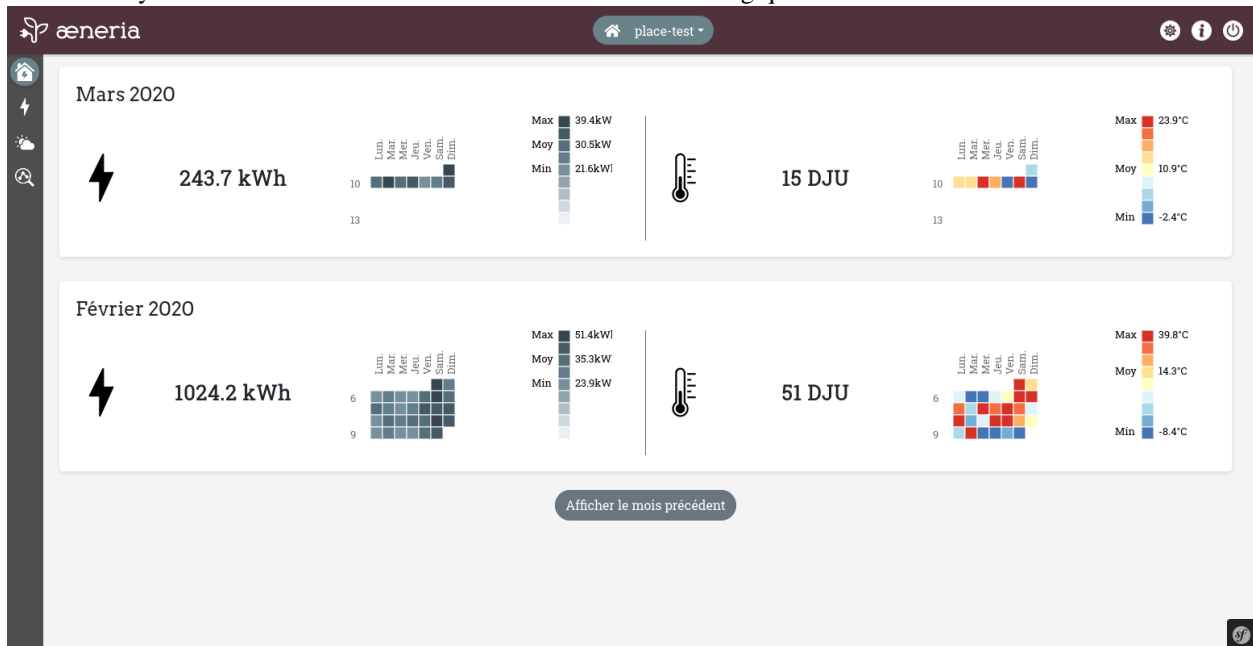 æneria
place-test
Mars 2020
243.7 kWh
Lun.
Mar.
Mer.
Jeu.
Ven.
Sam.
Dim.
10
13
Max 39.4kW
Moy 30.5kW
Min 21.6kW
15 DJU
Lun.
Mar.
Mer.
Jeu.
Ven.
Sam.
Dim.
10
13
Max 23.9°C
Moy 10.9°C
Min -2.4°C
Février 2020
1024.2 kWh
Lun.
Mar.
Mer.
Jeu.
Ven.
Sam.
Dim.
6
9
Max 51.4kW
Moy 35.3kW
Min 23.9kW
51 DJU
Lun.
Mar.
Mer.
Jeu.
Ven.
Sam.
Dim.
6
9
Max 39.8°C
Moy 14.3°C
Min -8.4°C
Afficher le mois précédent
sf